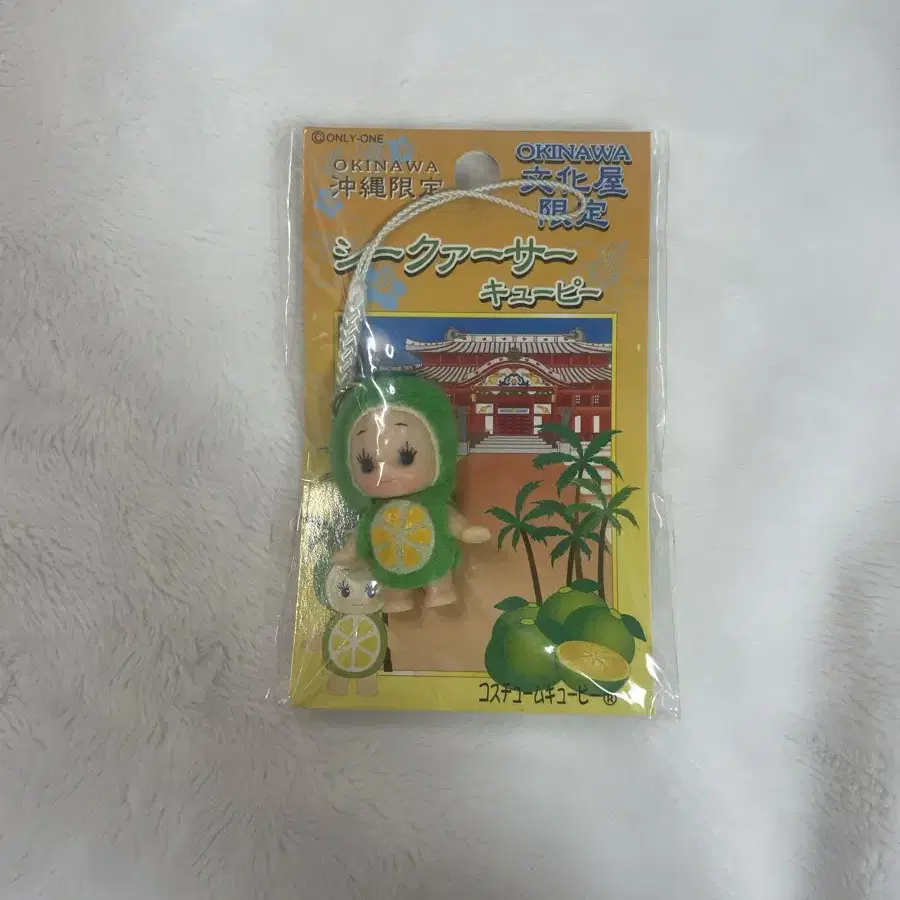 ©ONLY-ONE
OKINAWA
沖縄限定
OKINAWA
文化屋
限定
シークァーサー
キューピー
コスチュームキューピー®